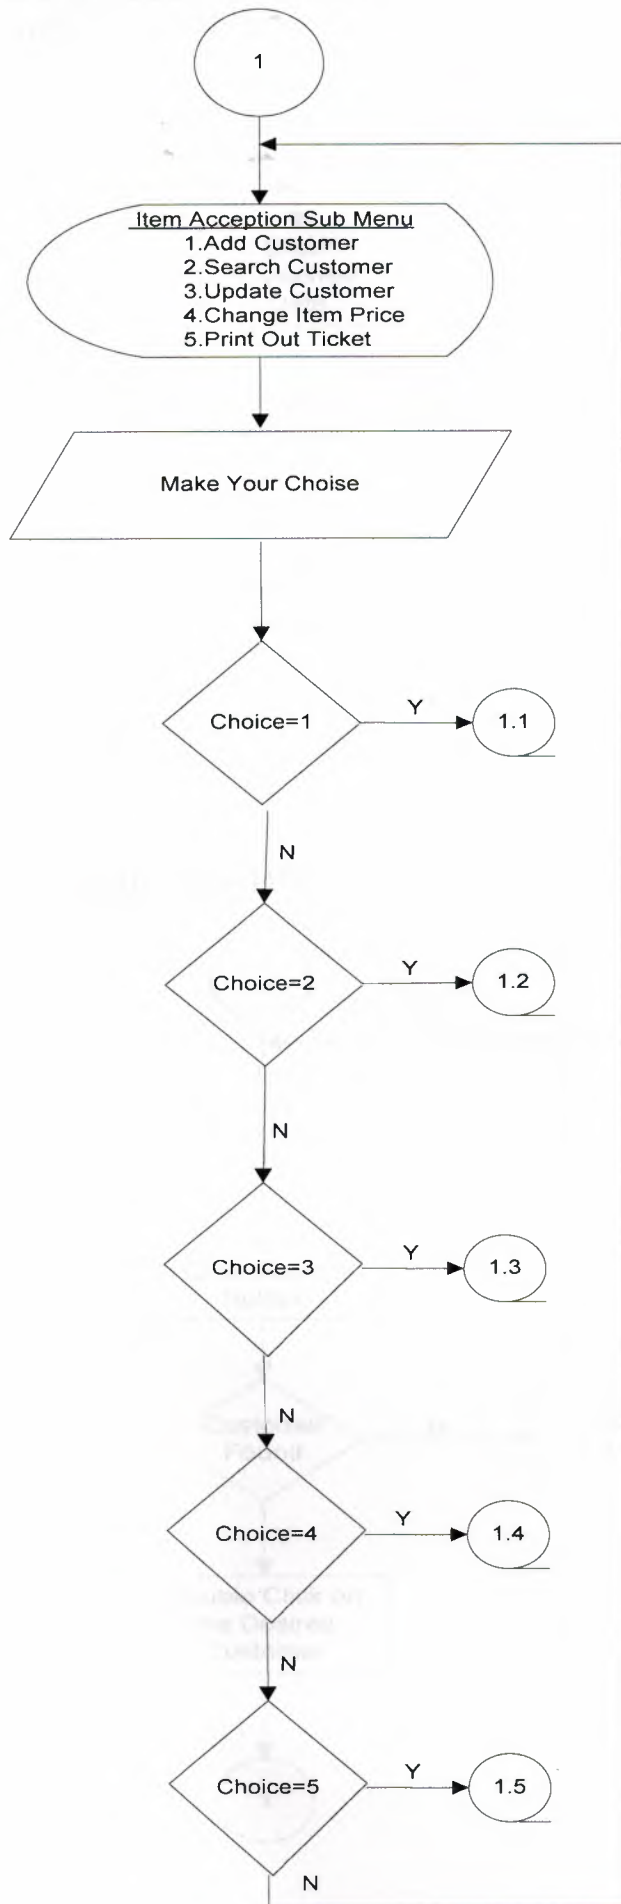 1
Item Acception Sub Menu
1.Add Customer
2.Search Customer
3.Update Customer
4.Change Item Price
5.Print Out Ticket
Make Your Choise
Choice=1
Y
1.1
N
Choice=2
Y
1.2
N
Choice=3
Y
1.3
N
Choice=4
Y
1.4
N
Choice=5
Y
1.5
N